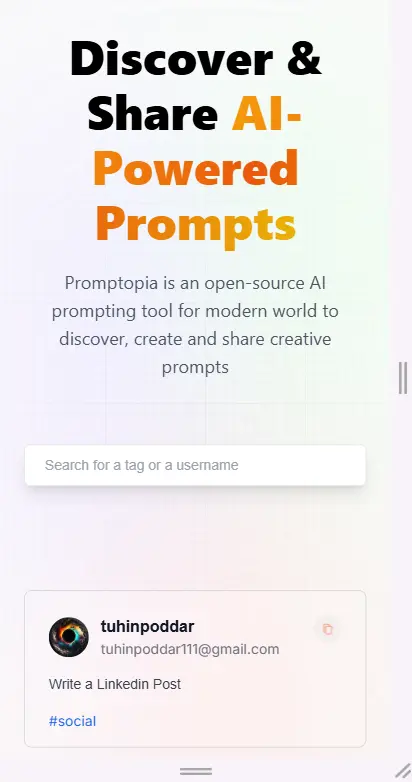 Discover &
Share AI-
Powered
Prompts
Promptopia is an open-source AI
prompting tool for modern world to
discover, create and share creative
prompts
Search for a tag or a username
tuhinpoddar
tuhinpoddar111@gmail.com
Write a Linkedin Post
#social